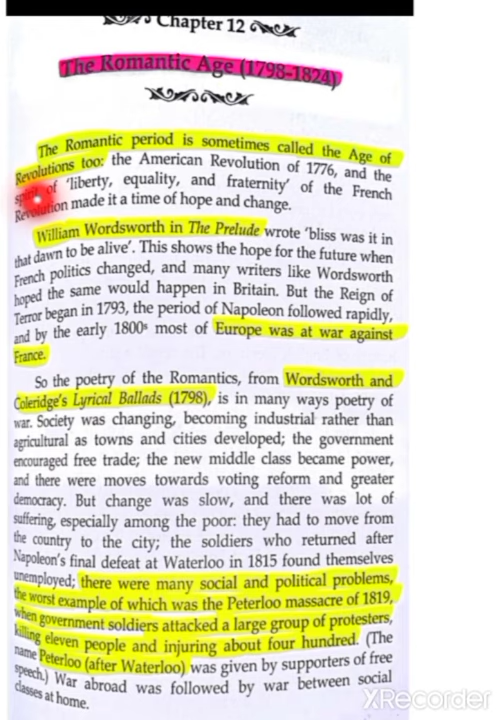 Chapter 12
The Romantic Age (1798-1824)
The Romantic period is sometimes called the Age of
Revolutions too: the American Revolution of 1776, and the
spirit of 'liberty, equality, and fraternity' of the French
Revolution made it a time of hope and change.
William Wordsworth in The Prelude wrote 'bliss was it in
that dawn to be alive'. This shows the hope for the future when
French politics changed, and many writers like Wordsworth
hoped the same would happen in Britain. But the Reign of
Terror began in 1793, the period of Napoleon followed rapidly,
and by the early 1800s most of Europe was at war against
France.
So the poetry of the Romantics, from Wordsworth and
Coleridge's Lyrical Ballads (1798), is in many ways poetry of
war. Society was changing, becoming industrial rather than
agricultural as towns and cities developed; the government
encouraged free trade; the new middle class became power,
and there were moves towards voting reform and greater
democracy. But change was slow, and there was lot of
suffering, especially among the poor: they had to move from
the country to the city; the soldiers who returned after
Napoleon's final defeat at Waterloo in 1815 found themselves
unemployed; there were many social and political problems,
the worst example of which was the Peterloo massacre of 1819,
when government soldiers attacked a large group of protesters,
killing eleven people and injuring about four hundred. (The
name Peterloo (after Waterloo) was given by supporters of free
speech.) War abroad was followed by war between social
classes at home.
XRecorder